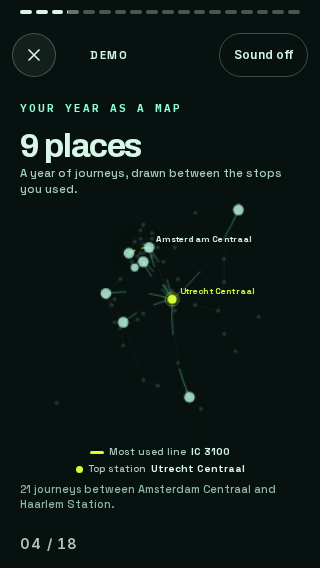 DEMO
Sound off
YOUR YEAR AS A MAP
9 places
A year of journeys, drawn between the stops
you used.
Amsterdam Centraal
Utrecht Centraal
Most used line IC 3100
Top station Utrecht Centraal
21 journeys between Amsterdam Centraal and
Haarlem Station.
04 / 18